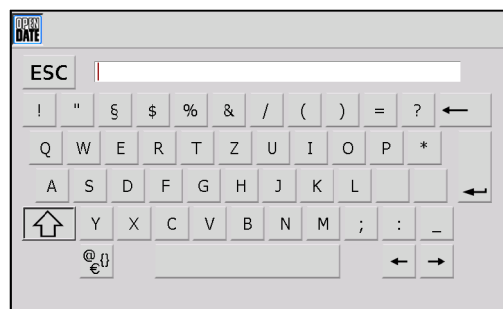 OPEN
DATE
ESC
! " § $ % & / ( ) = ? ←
Q W E R T Z U I O P *
A S D F G H J K L ↵
⇧ Y X C V B N M ; : _
@ € {} ← →